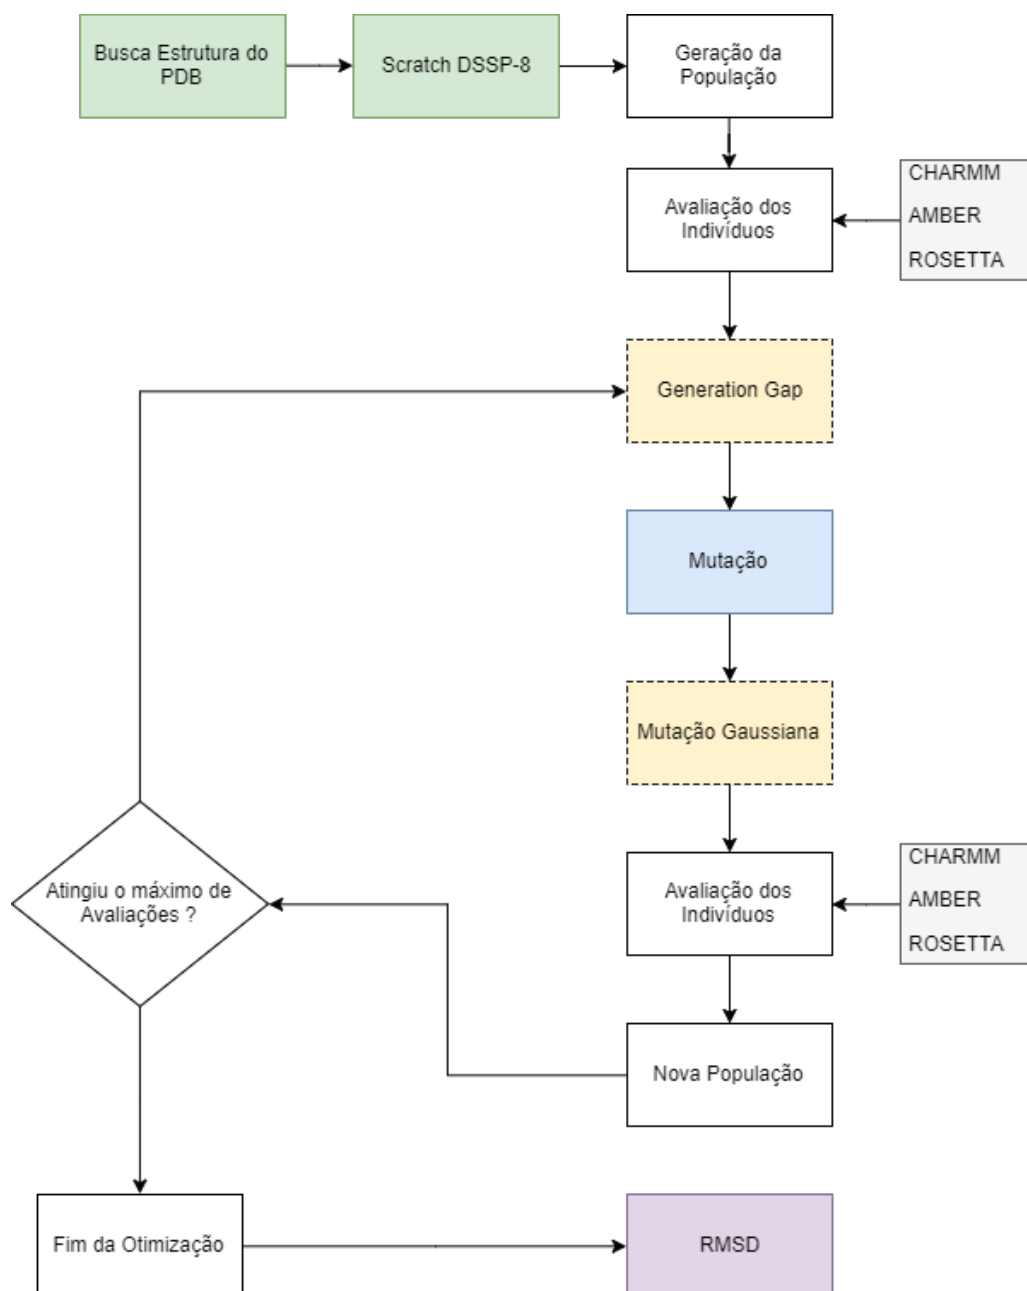 Busca Estrutura do
PDB
Scratch DSSP-8
Geração da
População
Avaliação dos
Indivíduos
CHARMM
AMBER
ROSETTA
Generation Gap
Mutação
Mutação Gaussiana
Atingiu o máximo de
Avaliações ?
Avaliação dos
Indivíduos
CHARMM
AMBER
ROSETTA
Nova População
Fim da Otimização
RMSD